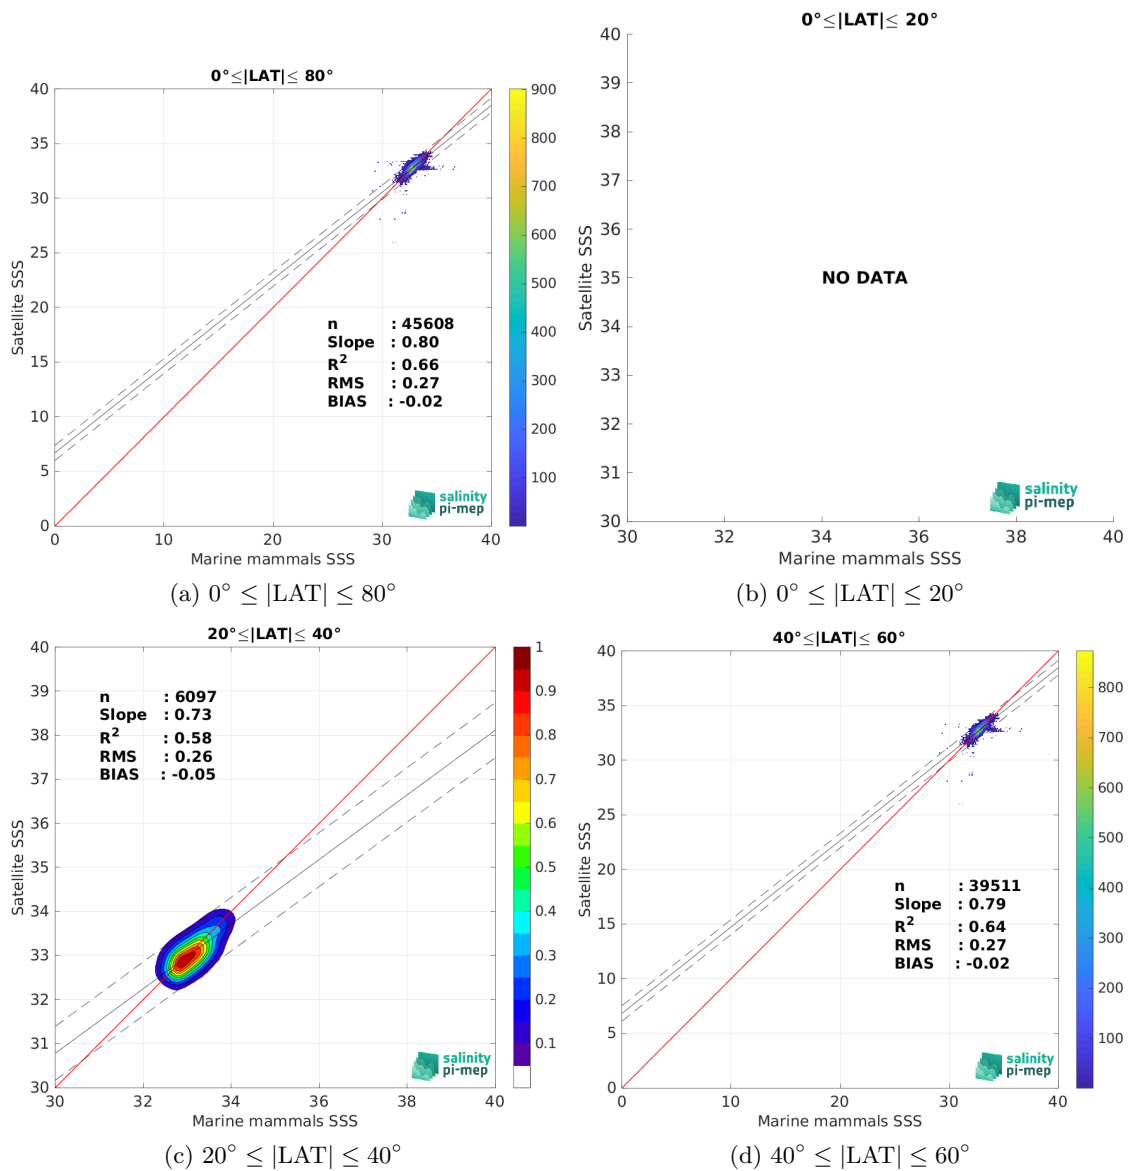 0°≤|LAT|≤ 80°
40
35
30
25
20
15
10
5
0
0
10
20
30
40
Satellite SSS
Marine mammals SSS
n : 45608
Slope : 0.80
R² : 0.66
RMS : 0.27
BIAS : -0.02
salinity
pi-mep
900
800
700
600
500
400
300
200
100
(a) 0° ≤ |LAT| ≤ 80°
0°≤|LAT|≤ 20°
40
39
38
37
36
35
34
33
32
31
30
30
32
34
36
38
40
Satellite SSS
Marine mammals SSS
NO DATA
salinity
pi-mep
(b) 0° ≤ |LAT| ≤ 20°
20°≤|LAT|≤ 40°
40
39
38
37
36
35
34
33
32
31
30
30
32
34
36
38
40
Satellite SSS
Marine mammals SSS
n : 6097
Slope : 0.73
R² : 0.58
RMS : 0.26
BIAS : -0.05
salinity
pi-mep
1
0.9
0.8
0.7
0.6
0.5
0.4
0.3
0.2
0.1
(c) 20° ≤ |LAT| ≤ 40°
40°≤|LAT|≤ 60°
40
35
30
25
20
15
10
5
0
0
10
20
30
40
Satellite SSS
Marine mammals SSS
n : 39511
Slope : 0.79
R² : 0.64
RMS : 0.27
BIAS : -0.02
salinity
pi-mep
800
700
600
500
400
300
200
100
(d) 40° ≤ |LAT| ≤ 60°